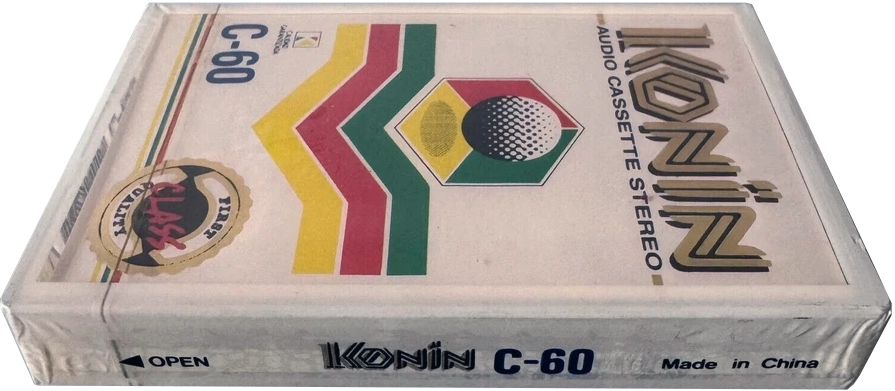 KONiN
AUDIO CASSETTE STEREO
C-60
FIRST
CLASS
QUALITY
◄ OPEN
KONiN C-60
Made in China